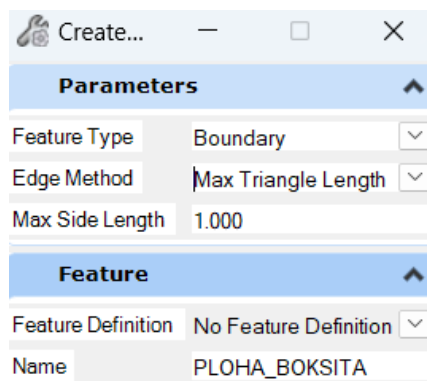 Create...
Parameters
Feature Type Boundary
Edge Method Max Triangle Length
Max Side Length 1.000
Feature
Feature Definition No Feature Definition
Name PLOHA_BOKSITA